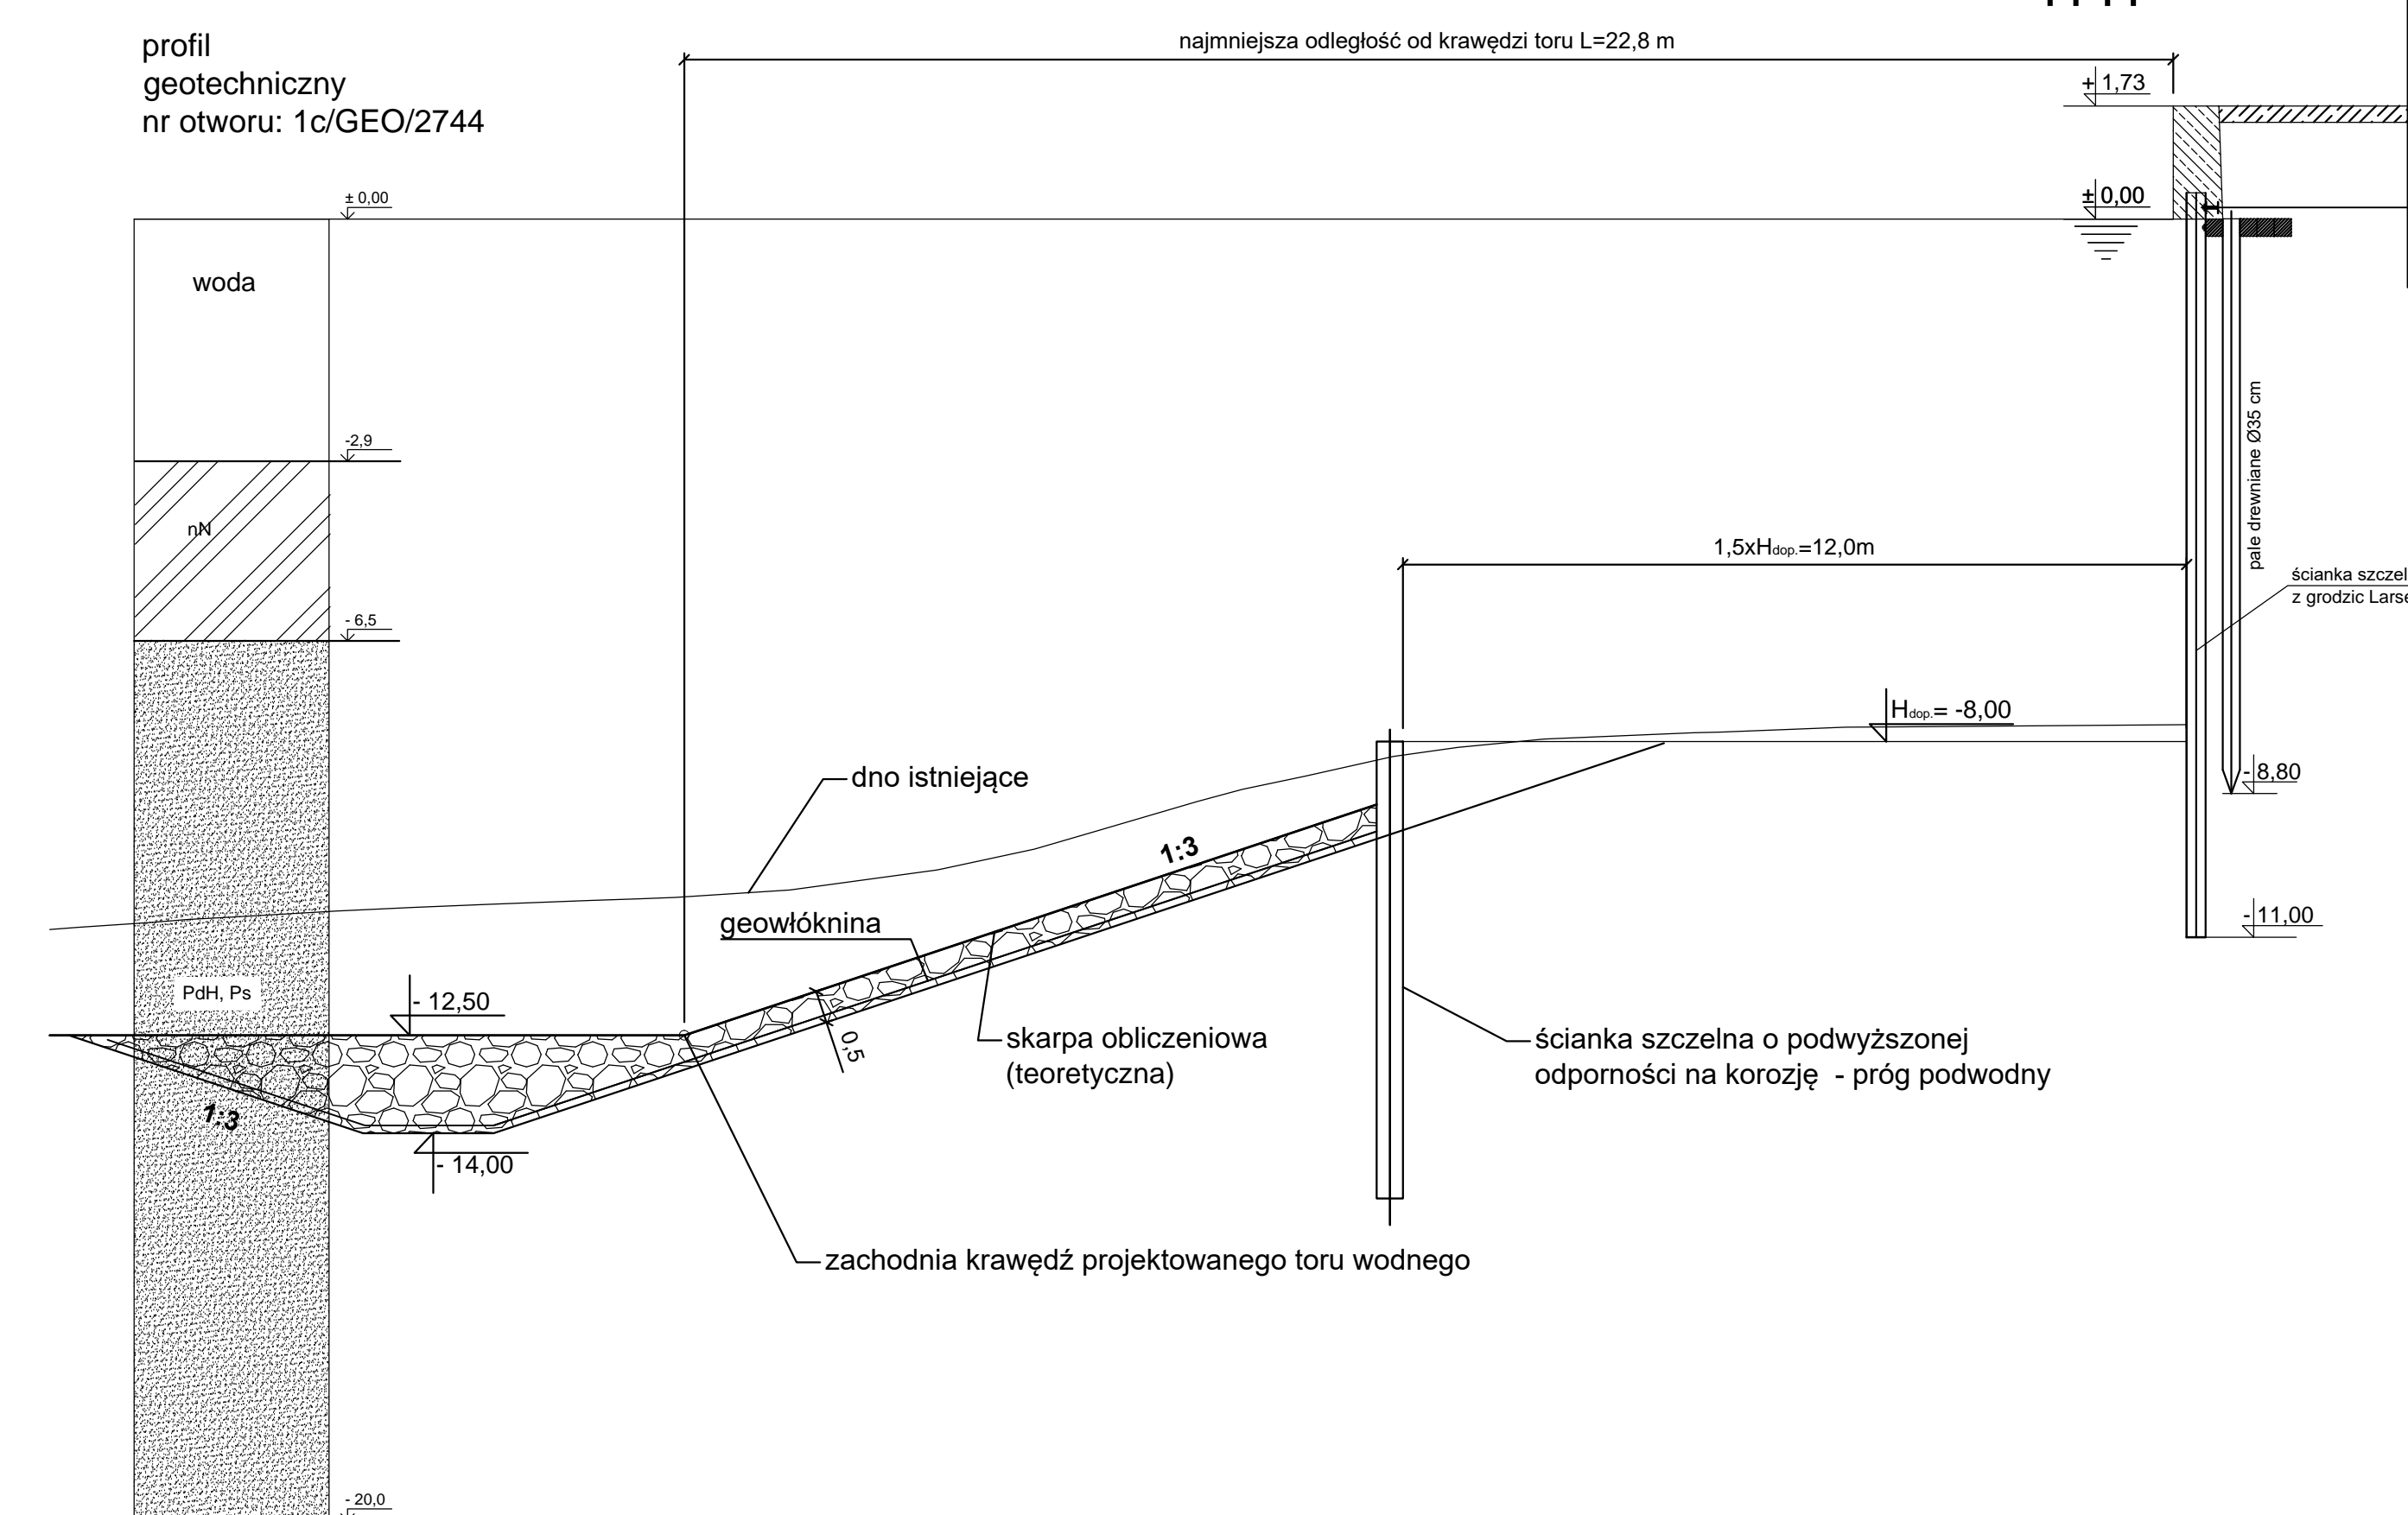 profil
geotechniczny
nr otworu: 1c/GEO/2744
najmniejsza odległość od krawędzi toru L=22,8 m
+ 1,73
± 0,00
± 0,00
woda
-2,9
nN
- 6,5
pale drewniane Ø35 cm
1,5xHdop.=12,0m
ścianka szczel
z grodzic Larse
Hdop.= -8,00
- 8,80
dno istniejące
1:3
geowłóknina
- 11,00
PdH, Ps
- 12,50
0,5
skarpa obliczeniowa
(teoretyczna)
ścianka szczelna o podwyższonej
odporności na korozję - próg podwodny
1:3
- 14,00
zachodnia krawędź projektowanego toru wodnego
- 20,0